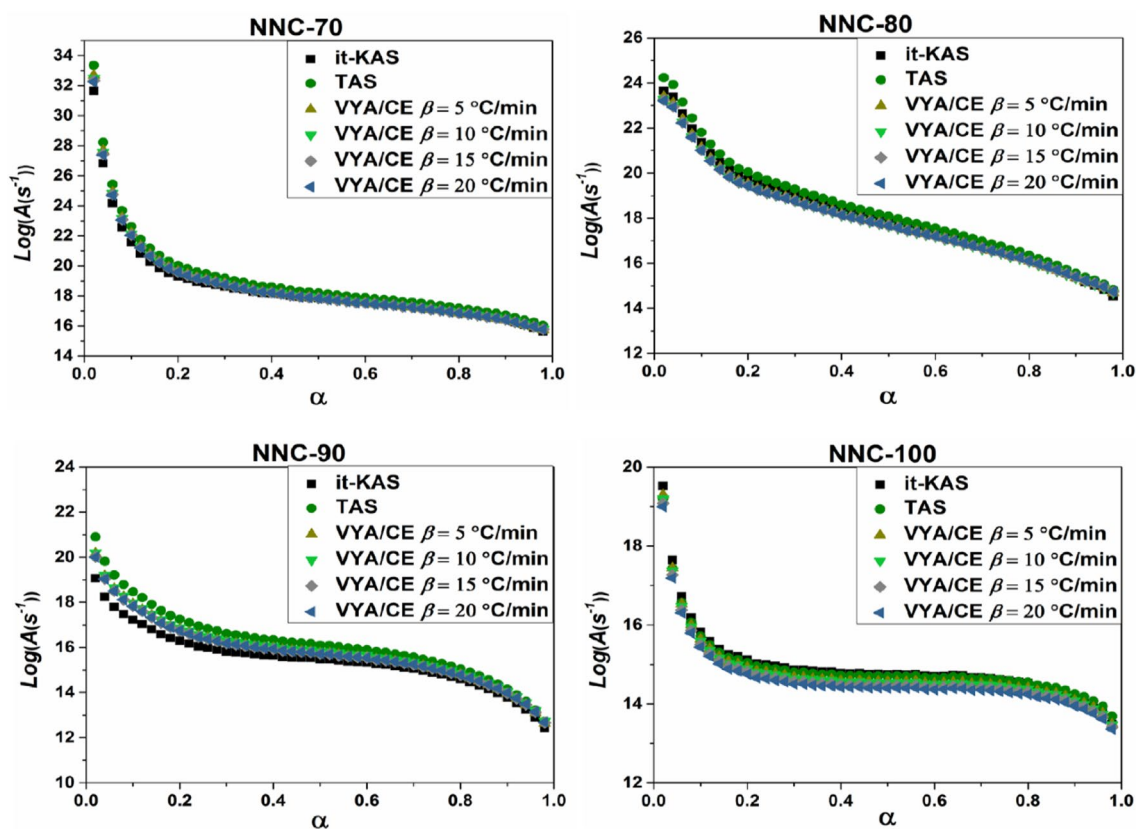 NNC-70
34
32
30
28
26
24
22
20
18
16
14
Log(A(s⁻¹))
it-KAS
TAS
VYA/CE β = 5 °C/min
VYA/CE β = 10 °C/min
VYA/CE β = 15 °C/min
VYA/CE β = 20 °C/min
0.0 0.2 0.4 0.6 0.8 1.0
α
NNC-80
26
24
22
20
18
16
14
12
Log(A(s⁻¹))
it-KAS
TAS
VYA/CE β = 5 °C/min
VYA/CE β = 10 °C/min
VYA/CE β = 15 °C/min
VYA/CE β = 20 °C/min
0.0 0.2 0.4 0.6 0.8 1.0
α
NNC-90
24
22
20
18
16
14
12
10
Log(A(s⁻¹))
it-KAS
TAS
VYA/CE β = 5 °C/min
VYA/CE β = 10 °C/min
VYA/CE β = 15 °C/min
VYA/CE β = 20 °C/min
0.0 0.2 0.4 0.6 0.8 1.0
α
NNC-100
20
18
16
14
12
Log(A(s⁻¹))
it-KAS
TAS
VYA/CE β = 5 °C/min
VYA/CE β = 10 °C/min
VYA/CE β = 15 °C/min
VYA/CE β = 20 °C/min
0.0 0.2 0.4 0.6 0.8 1.0
α